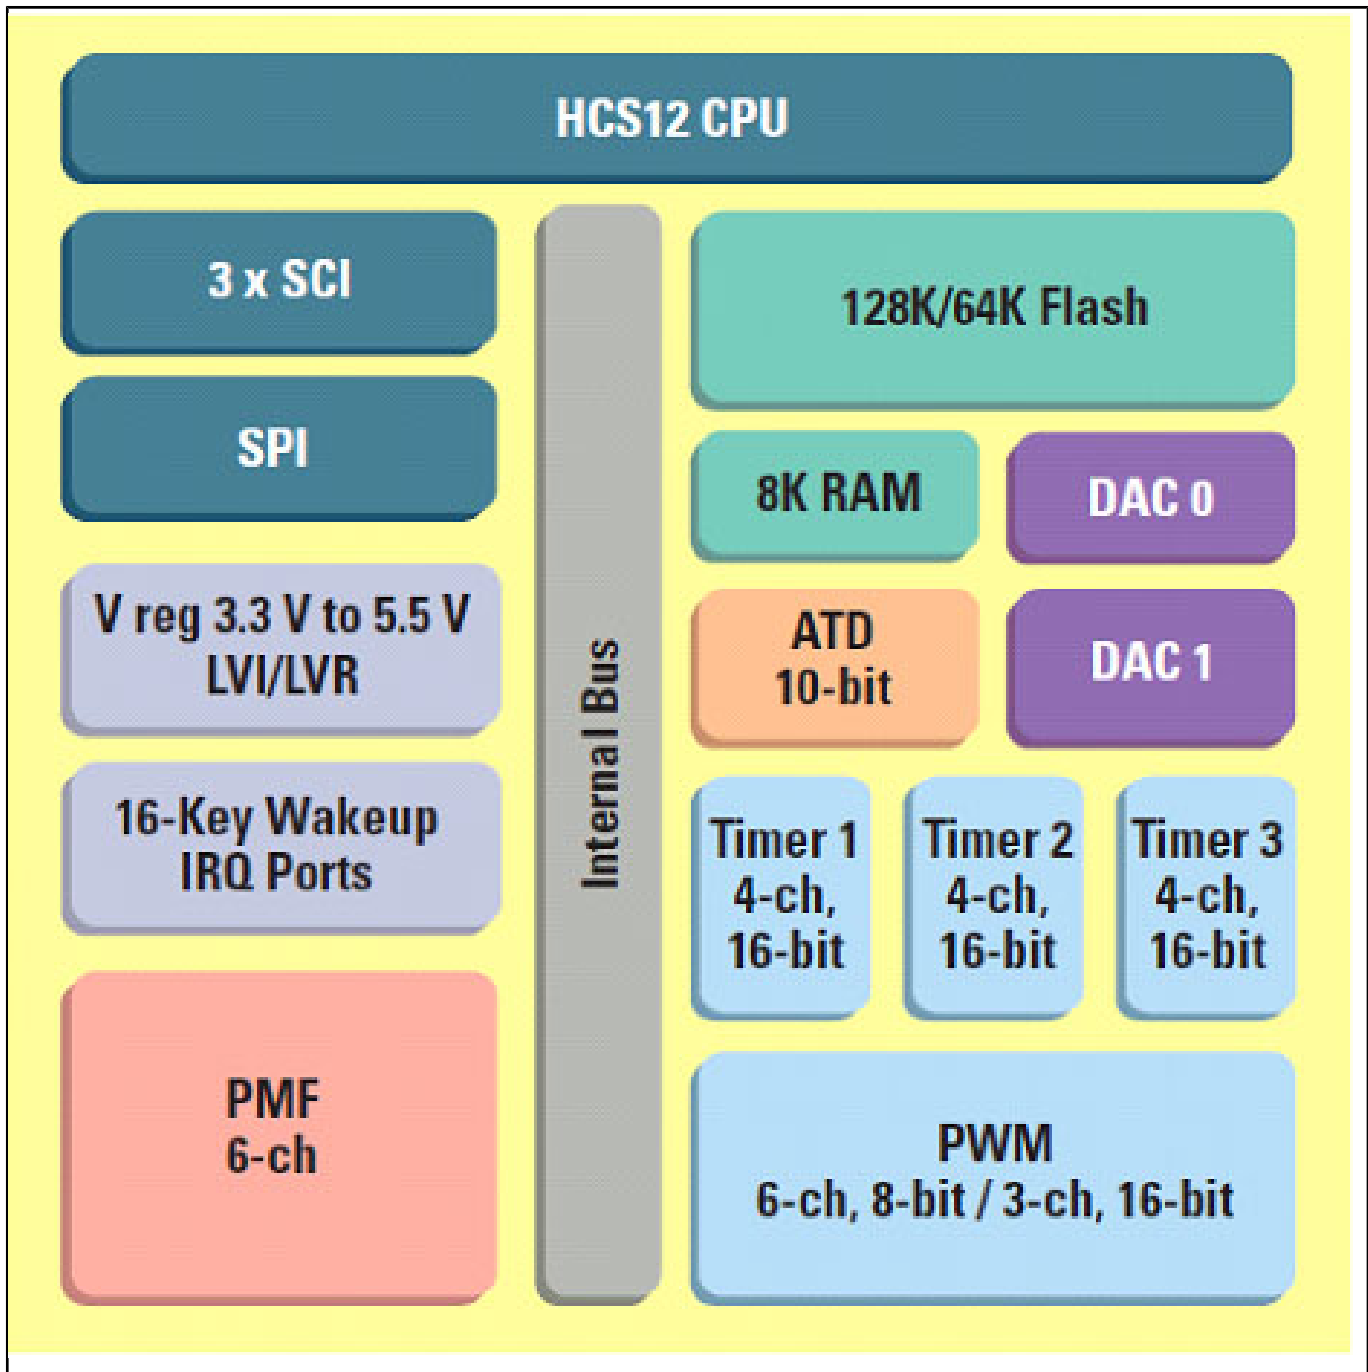 HCS12 CPU
3 x SCI
SPI
V reg 3.3 V to 5.5 V
LVI/LVR
16-Key Wakeup
IRQ Ports
PMF
6-ch
Internal Bus
128K/64K Flash
8K RAM
DAC 0
ATD
10-bit
DAC 1
Timer 1
4-ch,
16-bit
Timer 2
4-ch,
16-bit
Timer 3
4-ch,
16-bit
PWM
6-ch, 8-bit / 3-ch, 16-bit